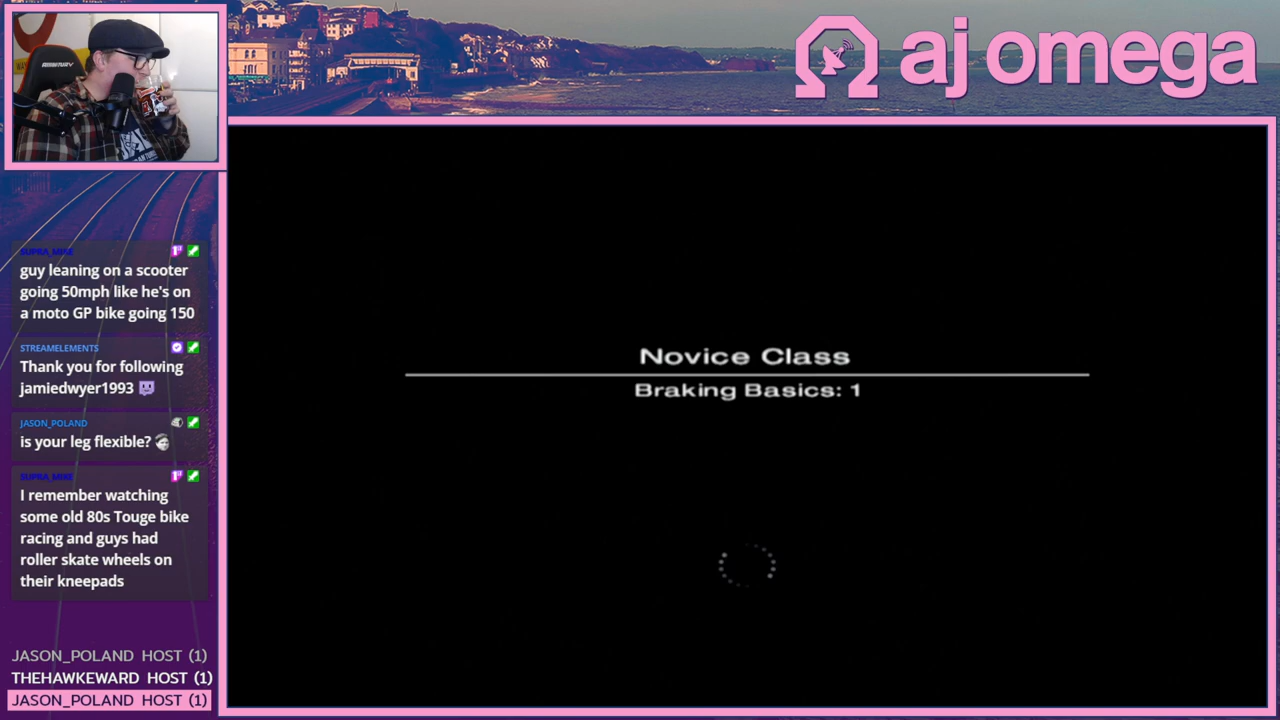 aj omega
SUPRA_MIKE
guy leaning on a scooter
going 50mph like he's on
a moto GP bike going 150
STREAMELEMENTS
Thank you for following
jamiedwyer1993
JASON_POLAND
is your leg flexible?
SUPRA_MIKE
I remember watching
some old 80s Touge bike
racing and guys had
roller skate wheels on
their kneepads
JASON_POLAND HOST (1)
THEHAWKEWARD HOST (1)
JASON_POLAND HOST (1)
Novice Class
Braking Basics: 1